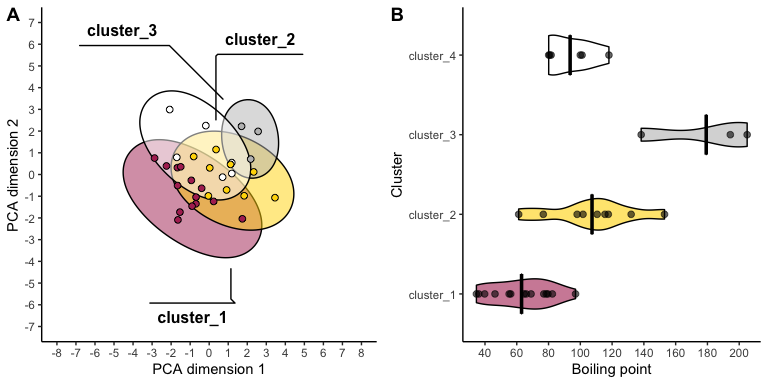 A
B
cluster_3
cluster_2
cluster_1
PCA dimension 2
7
6
5
4
3
2
1
0
-1
-2
-3
-4
-5
-6
-7
-8 -7 -6 -5 -4 -3 -2 -1 0 1 2 3 4 5 6 7 8
PCA dimension 1
Cluster
cluster_4
cluster_3
cluster_2
cluster_1
40 60 80 100 120 140 160 180 200
Boiling point